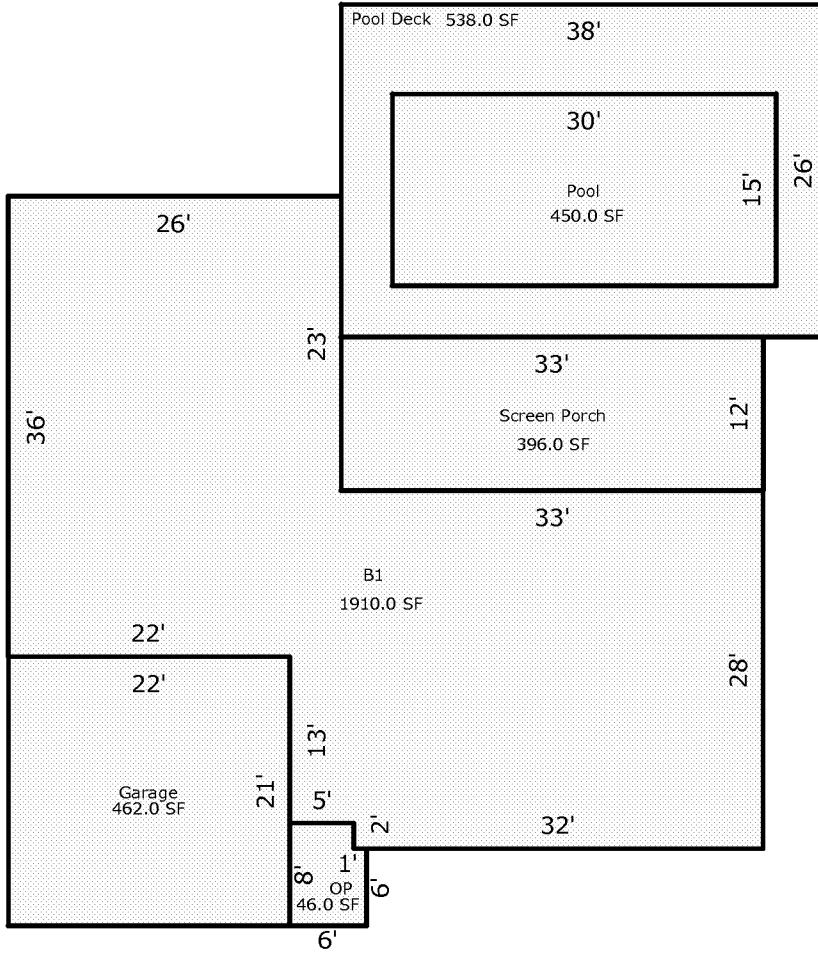 Pool Deck 538.0 SF
38'
30'
15'
26'
Pool
450.0 SF
26'
23'
33'
36'
12'
Screen Porch
396.0 SF
33'
B1
1910.0 SF
22'
28'
22'
13'
21'
Garage
462.0 SF
5'
2'
32'
1'
8'
6'
OP
46.0 SF
6'